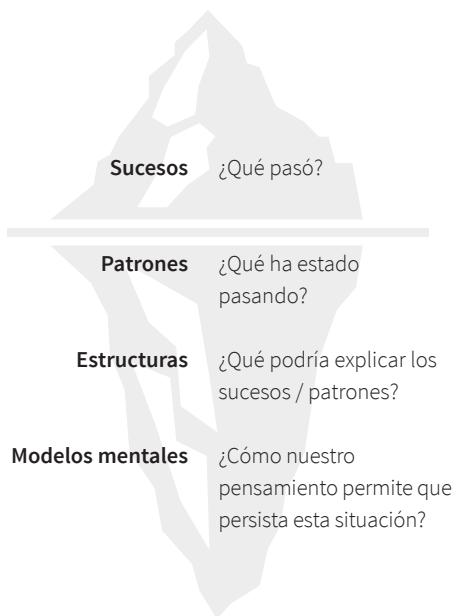 Sucesos ¿Qué pasó?
Patrones ¿Qué ha estado
pasando?
Estructuras ¿Qué podría explicar los
sucesos / patrones?
Modelos mentales ¿Cómo nuestro
pensamiento permite que
persista esta situación?